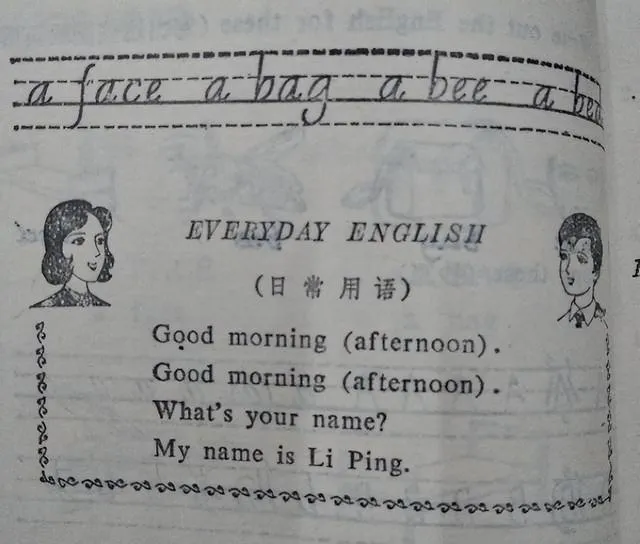 a face a bag a bee a bed
EVERYDAY ENGLISH
(日常用语)
Good morning (afternoon).
Good morning (afternoon).
What's your name?
My name is Li Ping.